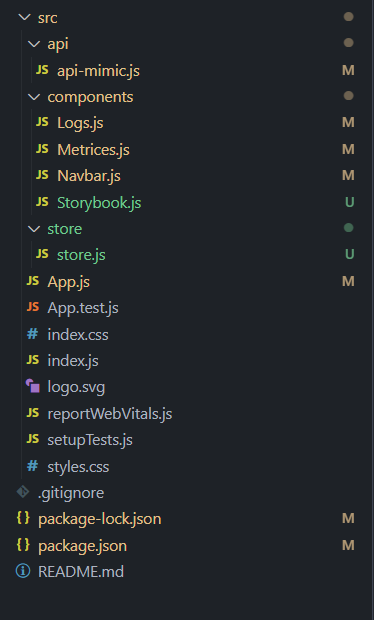 src
api
JS api-mimic.js M
components
JS Logs.js M
JS Metrices.js M
JS Navbar.js M
JS Storybook.js U
store
JS store.js U
JS App.js M
JS App.test.js
# index.css
JS index.js
logo.svg
JS reportWebVitals.js
JS setupTests.js
# styles.css
.gitignore
{} package-lock.json M
{} package.json M
README.md